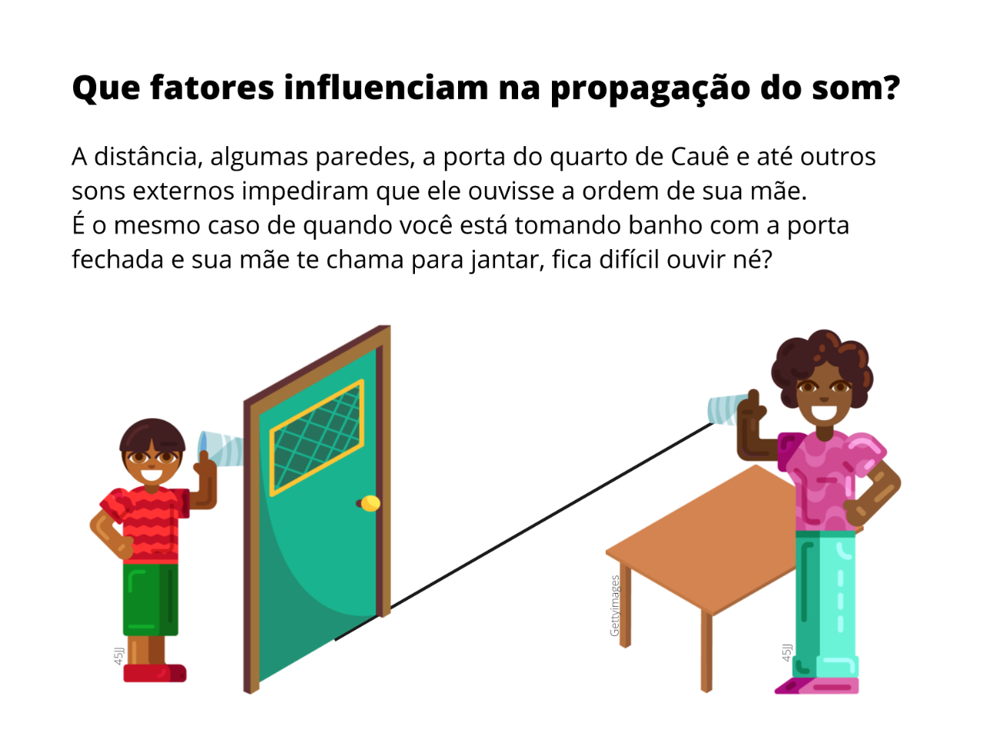 Que fatores influenciam na propagação do som?
A distância, algumas paredes, a porta do quarto de Cauê e até outros
sons externos impediram que ele ouvisse a ordem de sua mãe.
É o mesmo caso de quando você está tomando banho com a porta
fechada e sua mãe te chama para jantar, fica difícil ouvir né?
45JJ
Gettyimages
45JJ